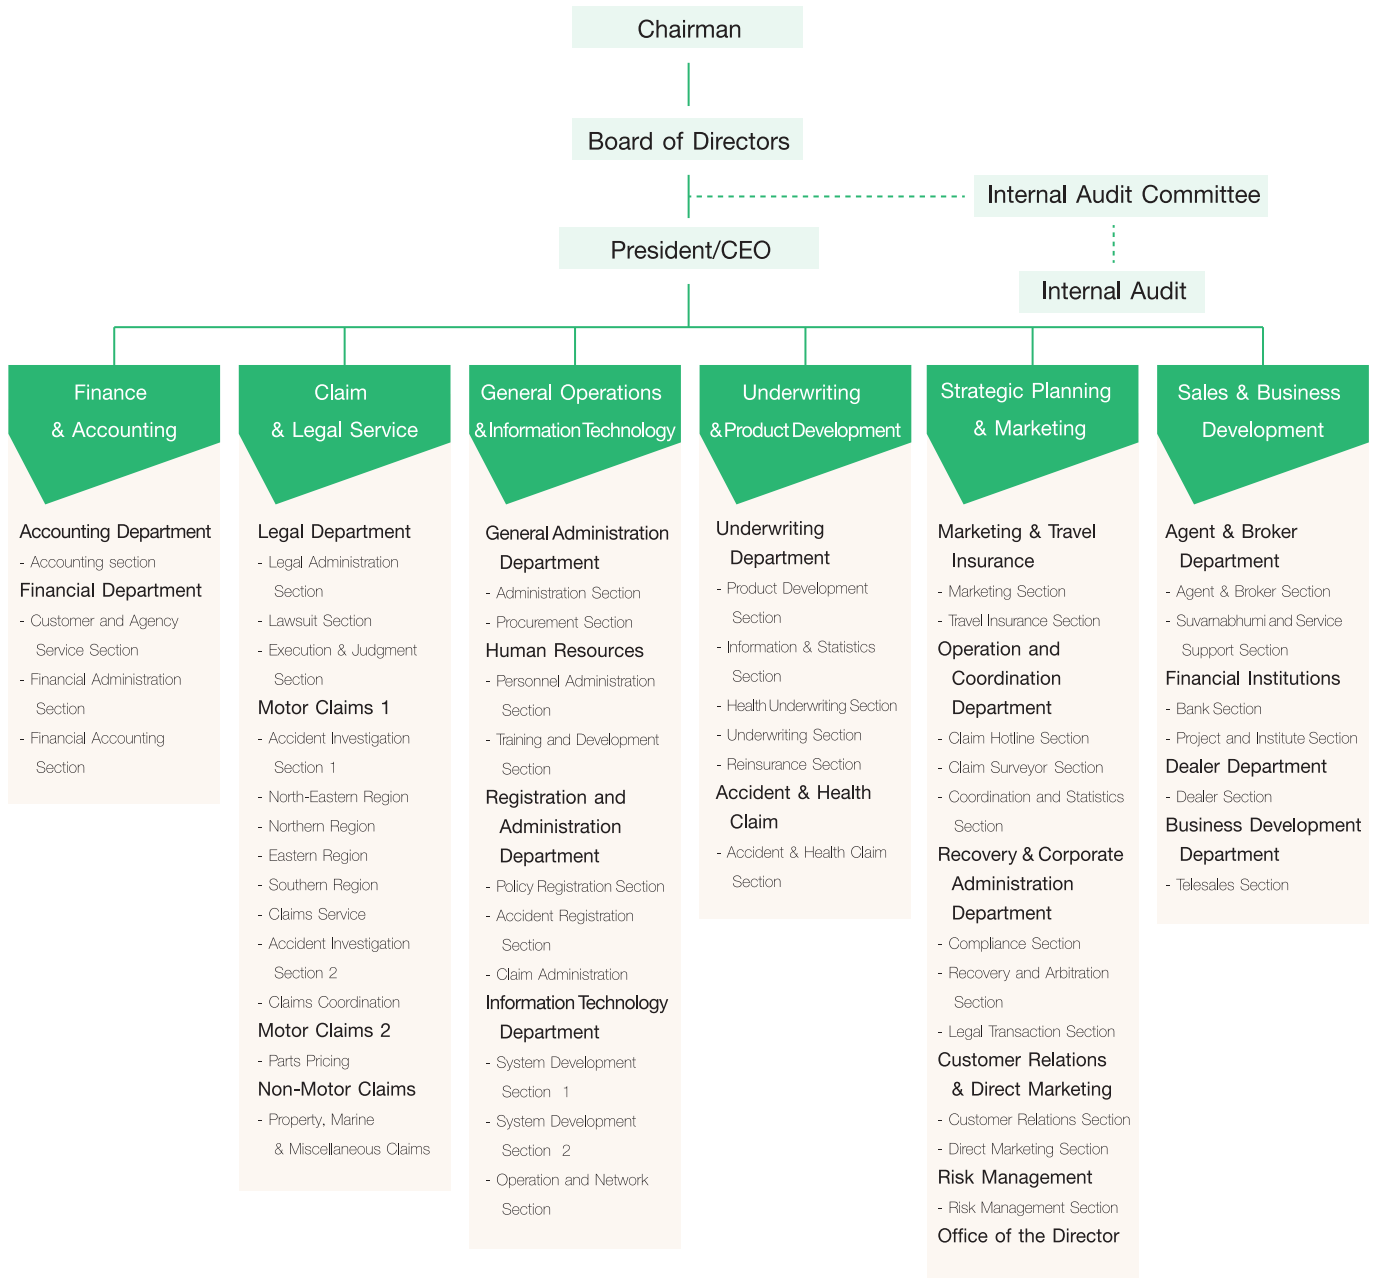 Chairman
Board of Directors
Internal Audit Committee
President/CEO
Internal Audit
Finance
& Accounting
Accounting Department
- Accounting section
Financial Department
- Customer and Agency
Service Section
- Financial Administration
Section
- Financial Accounting
Section
Claim
& Legal Service
Legal Department
- Legal Administration
Section
- Lawsuit Section
- Execution & Judgment
Section
Motor Claims 1
- Accident Investigation
Section 1
- North-Eastern Region
- Northern Region
- Eastern Region
- Southern Region
- Claims Service
- Accident Investigation
Section 2
- Claims Coordination
Motor Claims 2
- Parts Pricing
Non-Motor Claims
- Property, Marine
& Miscellaneous Claims
General Operations
& Information Technology
General Administration
Department
- Administration Section
- Procurement Section
Human Resources
- Personnel Administration
Section
- Training and Development
Section
Registration and
Administration
Department
- Policy Registration Section
- Accident Registration
Section
- Claim Administration
Information Technology
Department
- System Development
Section 1
- System Development
Section 2
- Operation and Network
Section
Underwriting
& Product Development
Underwriting
Department
- Product Development
Section
- Information & Statistics
Section
- Health Underwriting Section
- Underwriting Section
- Reinsurance Section
Accident & Health
Claim
- Accident & Health Claim
Section
Strategic Planning
& Marketing
Marketing & Travel
Insurance
- Marketing Section
- Travel Insurance Section
Operation and
Coordination
Department
- Claim Hotline Section
- Claim Surveyor Section
- Coordination and Statistics
Section
Recovery & Corporate
Administration
Department
- Compliance Section
- Recovery and Arbitration
Section
- Legal Transaction Section
Customer Relations
& Direct Marketing
- Customer Relations Section
- Direct Marketing Section
Risk Management
- Risk Management Section
Office of the Director
Sales & Business
Development
Agent & Broker
Department
- Agent & Broker Section
- Suvarnabhumi and Service
Support Section
Financial Institutions
- Bank Section
- Project and Institute Section
Dealer Department
- Dealer Section
Business Development
Department
- Telesales Section